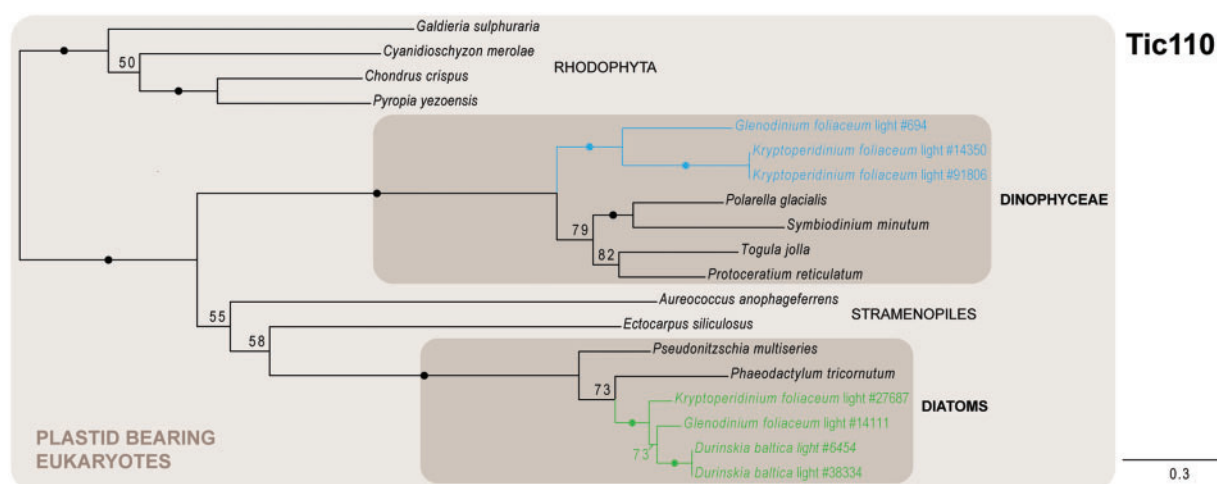 Galdieria sulphuraria
Tic110
50
Cyanidioschyzon merolae
RHODOPHYTA
Chondrus crispus
Pyropia yezoensis
Glenodinium foliaceum light #694
Kryptoperidinium foliaceum light #14350
Kryptoperidinium foliaceum light #91806
DINOPHYCEAE
Polarella glacialis
79
Symbiodinium minutum
82
Togula jolla
Protoceratium reticulatum
Aureococcus anophageferrens
STRAMENOPILES
55
Ectocarpus siliculosus
58
Pseudonitzschia multiseries
Phaeodactylum tricornutum
73
Kryptoperidinium foliaceum light #27687
DIATOMS
Glenodinium foliaceum light #14111
73
Durinskia baltica light #6454
Durinskia baltica light #38334
PLASTID BEARING
EUKARYOTES
0.3